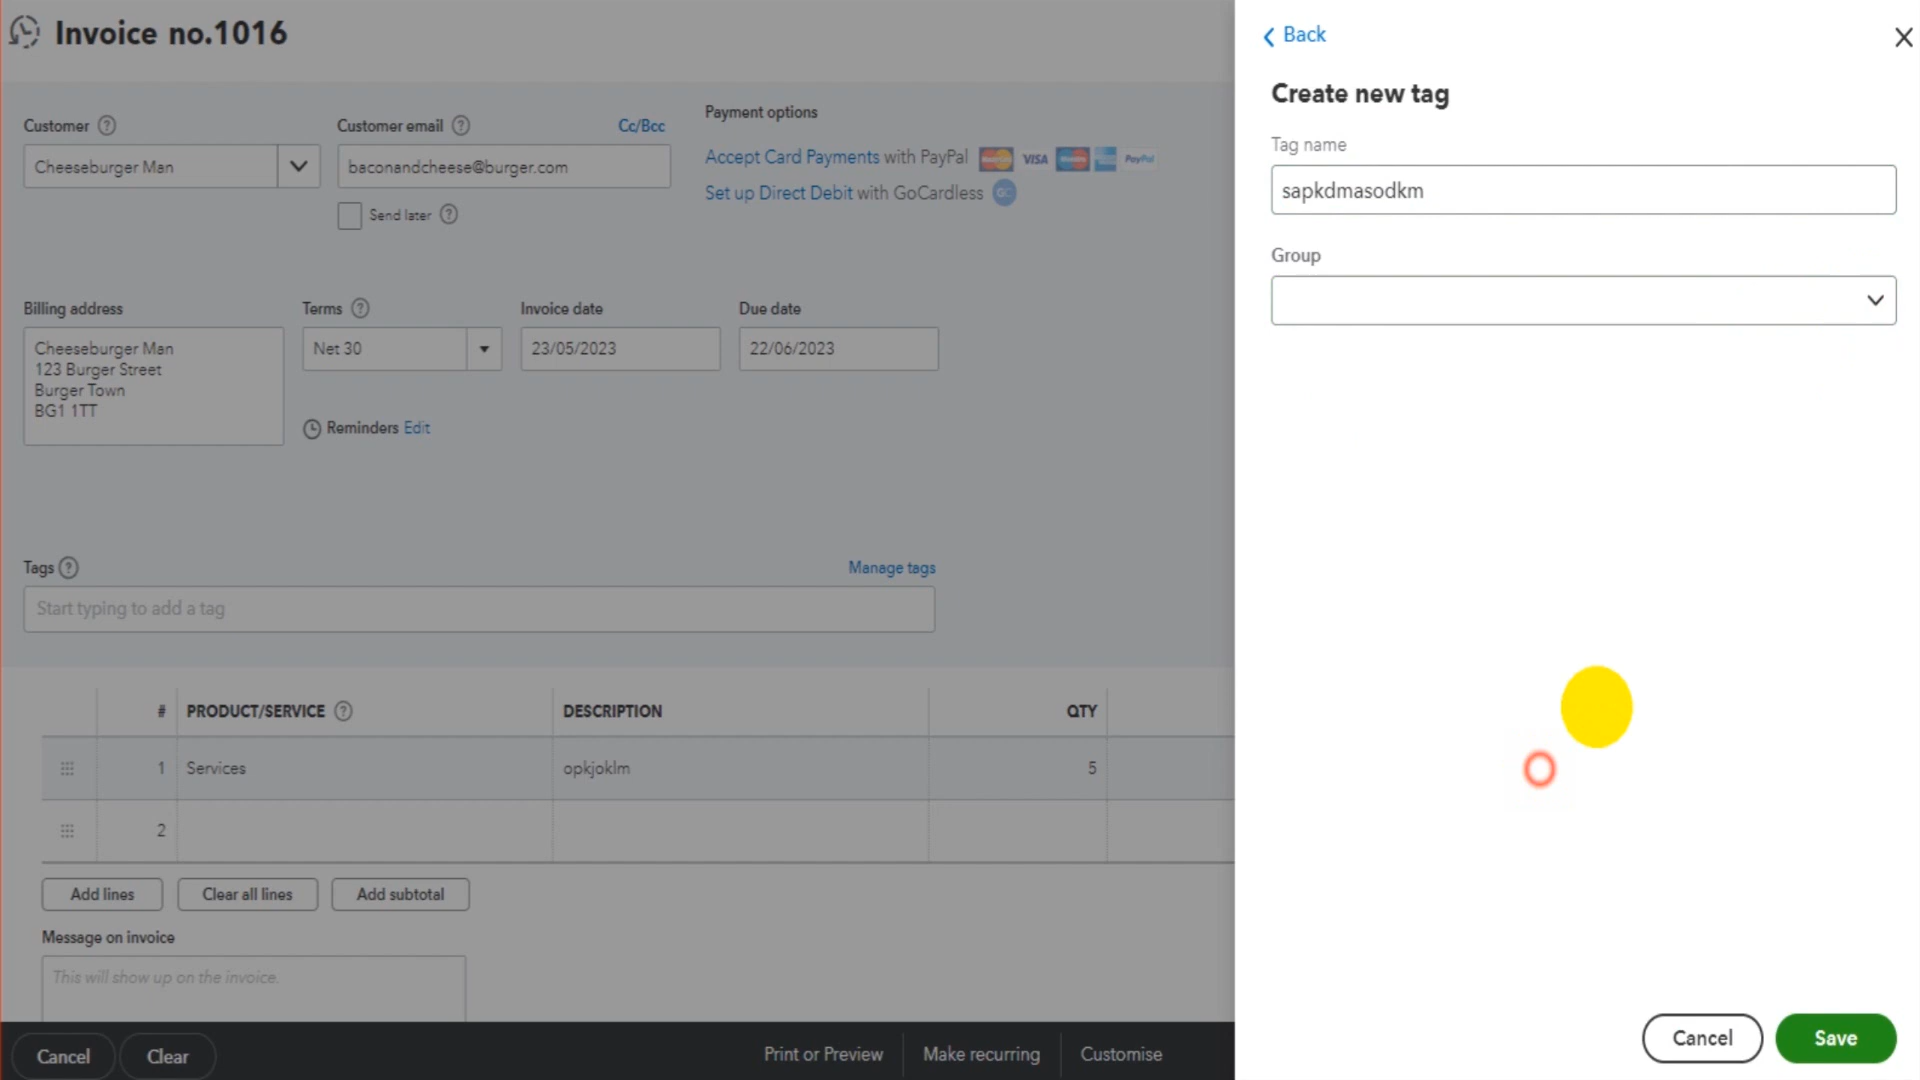 Invoice no.1016
Customer
Customer email
Cc/Bcc
Cheeseburger Man
baconandcheese@burger.com
Send later
Payment options
Accept Card Payments with PayPal
VISA
PayPal
Set up Direct Debit with GoCardless
GC
Billing address
Cheeseburger Man
123 Burger Street
Burger Town
BG1 1TT
Terms
Net 30
Invoice date
23/05/2023
Due date
22/06/2023
Reminders Edit
Tags
Manage tags
Start typing to add a tag
# PRODUCT/SERVICE DESCRIPTION QTY
1 Services opkjoklm 5
2
Add lines
Clear all lines
Add subtotal
Message on invoice
This will show up on the invoice.
Cancel
Clear
Print or Preview
Make recurring
Customise
Back
Create new tag
Tag name
sapkdmasodkm
Group
Cancel
Save